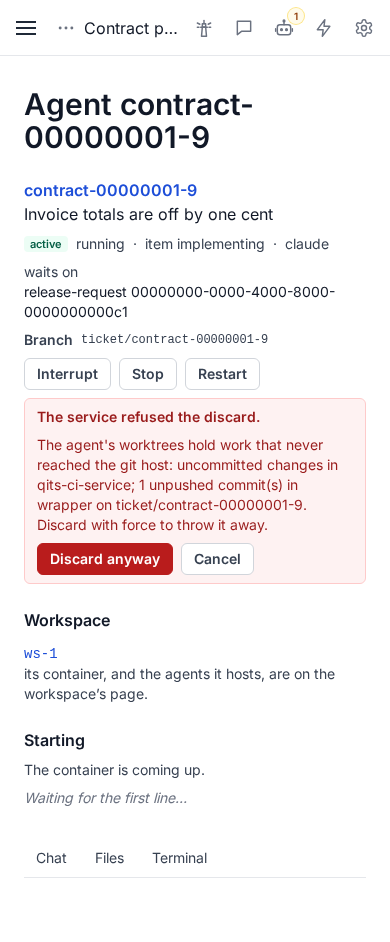 Contract p...
1
Agent contract-
00000001-9
contract-00000001-9
Invoice totals are off by one cent
active running · item implementing · claude
waits on
release-request 00000000-0000-4000-8000-
0000000000c1
Branch ticket/contract-00000001-9
Interrupt Stop Restart
The service refused the discard.
The agent's worktrees hold work that never
reached the git host: uncommitted changes in
qits-ci-service; 1 unpushed commit(s) in
wrapper on ticket/contract-00000001-9.
Discard with force to throw it away.
Discard anyway Cancel
Workspace
ws-1
its container, and the agents it hosts, are on the
workspace’s page.
Starting
The container is coming up.
Waiting for the first line…
Chat Files Terminal